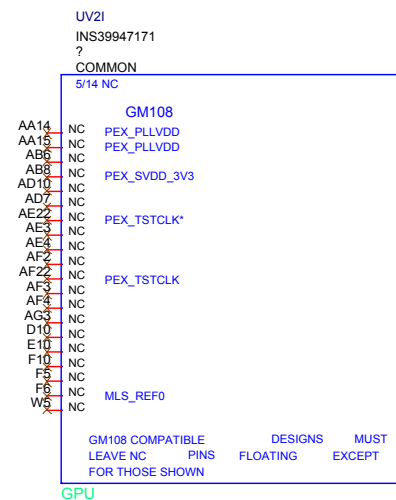 UV2I
INS39947171
?
COMMON
5/14 NC
GM108
AA14 NC PEX_PLLVDD
AA15 NC PEX_PLLVDD
AB6 NC
AB8 NC PEX_SVDD_3V3
AD10 NC
AD7 NC
AE22 NC PEX_TSTCLK*
AE3 NC
AE4 NC
AF2 NC
AF22 NC PEX_TSTCLK
AF3 NC
AF4 NC
AG3 NC
D10 NC
E10 NC
F10 NC
F5 NC
F6 NC MLS_REF0
W5 NC
GM108 COMPATIBLE DESIGNS MUST
LEAVE NC PINS FLOATING EXCEPT
FOR THOSE SHOWN
GPU